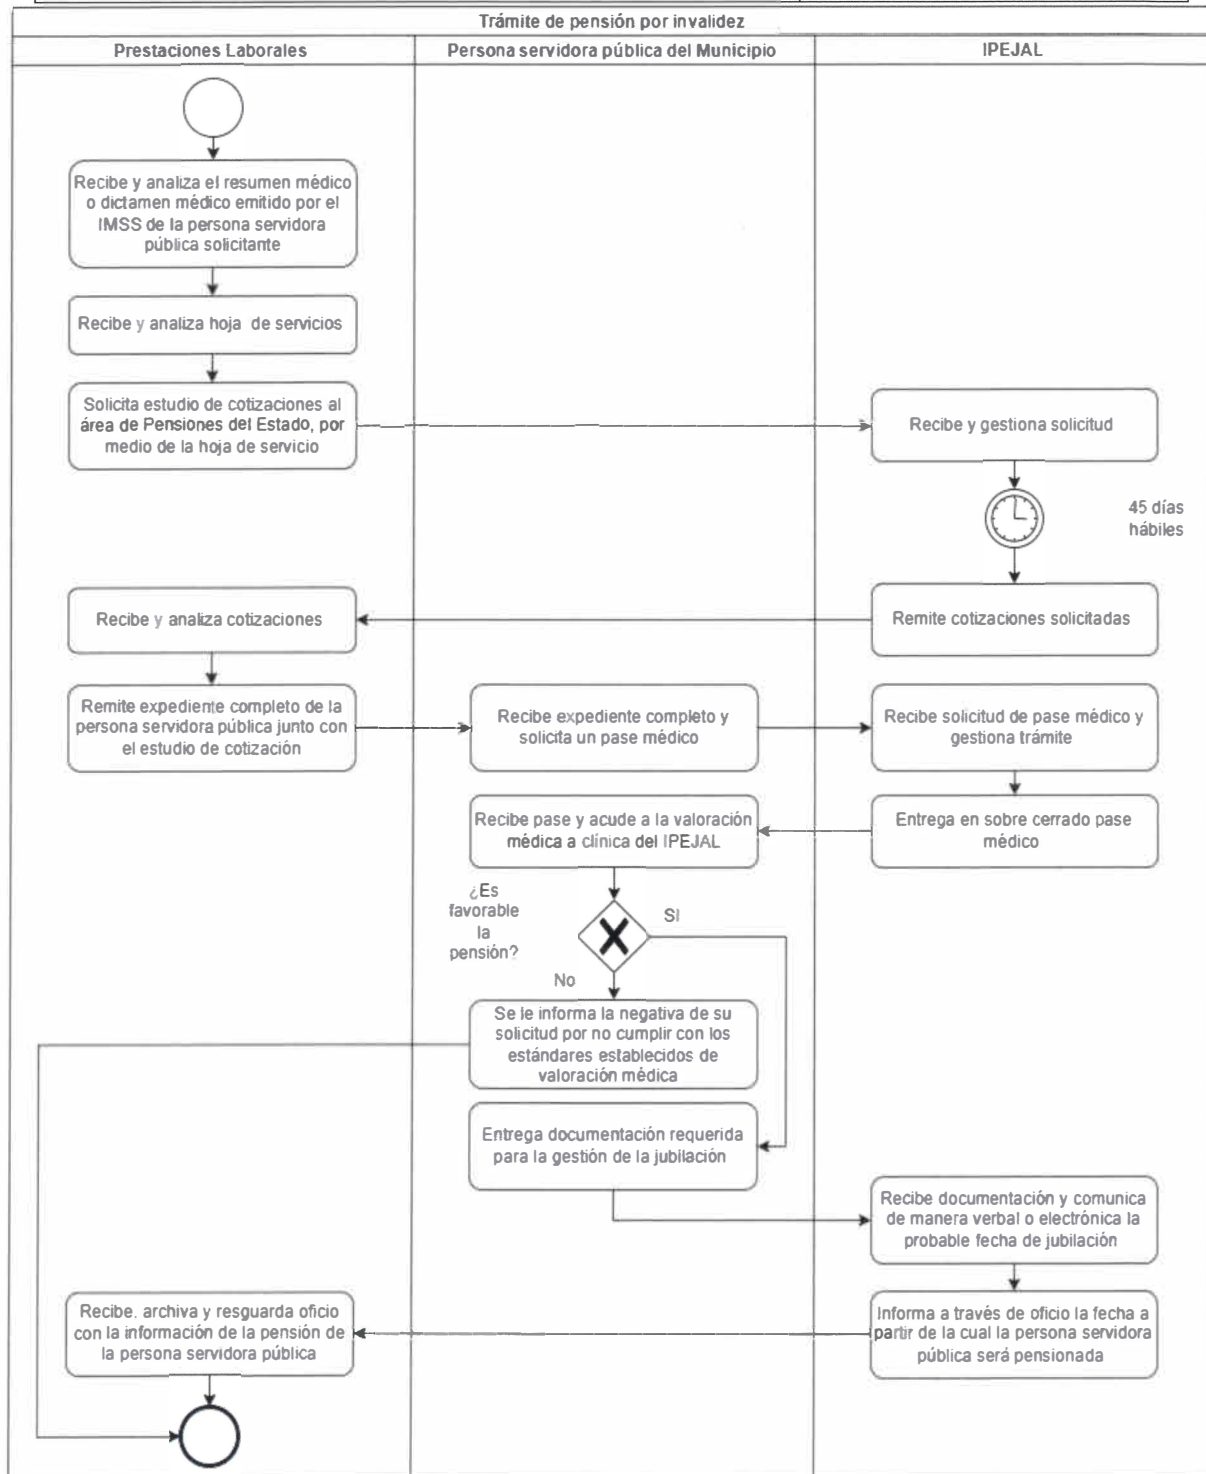 Trámite de pensión por invalidez
Prestaciones Laborales
Persona servidora pública del Municipio
IPEJAL
Recibe y analiza el resumen médico
o dictamen médico emitido por el
IMSS de la persona servidora
pública solicitante
Recibe y analiza hoja de servicios
Solicita estudio de cotizaciones al
área de Pensiones del Estado, por
medio de la hoja de servicio
Recibe y gestiona solicitud
45 días
hábiles
Recibe y analiza cotizaciones
Remite cotizaciones solicitadas
Remite expediente completo de la
persona servidora pública junto con
el estudio de cotización
Recibe expediente completo y
solicita un pase médico
Recibe solicitud de pase médico y
gestiona trámite
Recibe pase y acude a la valoración
médica a clínica del IPEJAL
Entrega en sobre cerrado pase
médico
¿Es
favorable
la
pensión?
SI
No
Se le informa la negativa de su
solicitud por no cumplir con los
estándares establecidos de
valoración médica
Entrega documentación requerida
para la gestión de la jubilación
Recibe documentación y comunica
de manera verbal o electrónica la
probable fecha de jubilación
Recibe. archiva y resguarda oficio
con la información de la pensión de
la persona servidora pública
Informa a través de oficio la fecha a
partir de la cual la persona servidora
pública será pensionada